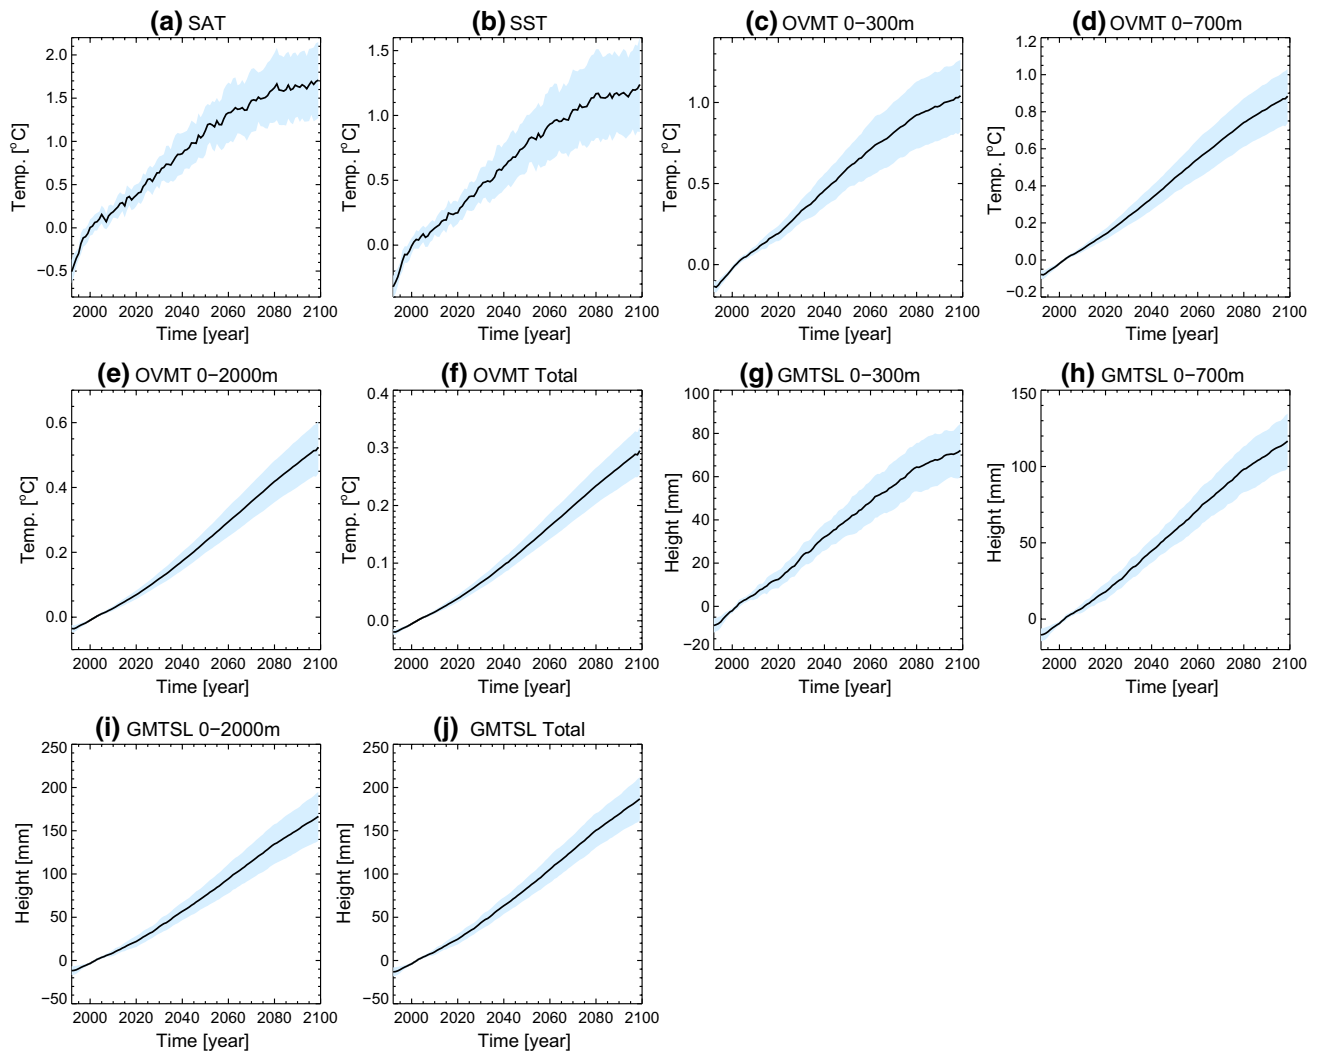 (a) SAT
Temp. [°C]
2.0
1.5
1.0
0.5
0.0
−0.5
2000 2020 2040 2060 2080 2100
Time [year]
(b) SST
Temp. [°C]
1.5
1.0
0.5
0.0
2000 2020 2040 2060 2080 2100
Time [year]
(c) OVMT 0−300m
Temp. [°C]
1.0
0.5
0.0
2000 2020 2040 2060 2080 2100
Time [year]
(d) OVMT 0−700m
Temp. [°C]
1.2
1.0
0.8
0.6
0.4
0.2
0.0
−0.2
2000 2020 2040 2060 2080 2100
Time [year]
(e) OVMT 0−2000m
Temp. [°C]
0.6
0.4
0.2
0.0
2000 2020 2040 2060 2080 2100
Time [year]
(f) OVMT Total
Temp. [°C]
0.4
0.3
0.2
0.1
0.0
2000 2020 2040 2060 2080 2100
Time [year]
(g) GMTSL 0−300m
Height [mm]
100
80
60
40
20
0
−20
2000 2020 2040 2060 2080 2100
Time [year]
(h) GMTSL 0−700m
Height [mm]
150
100
50
0
2000 2020 2040 2060 2080 2100
Time [year]
(i) GMTSL 0−2000m
Height [mm]
250
200
150
100
50
0
−50
2000 2020 2040 2060 2080 2100
Time [year]
(j) GMTSL Total
Height [mm]
250
200
150
100
50
0
−50
2000 2020 2040 2060 2080 2100
Time [year]